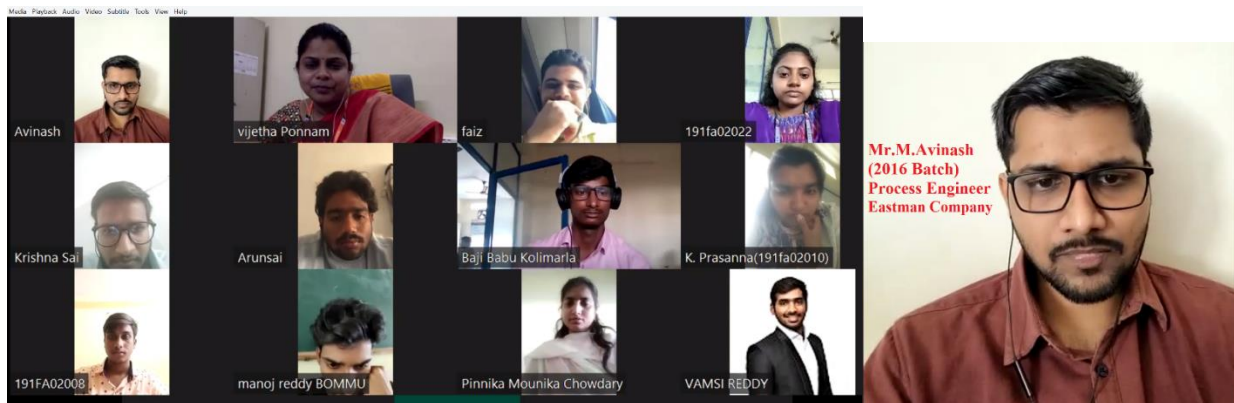 Media Playback Audio Video Subtitle Tools View Help
Avinash
vijetha Ponnam
faiz
191fa02022
Krishna Sai
Arunsai
Baji Babu Kolimarla
K. Prasanna(191fa02010)
191FA02008
manoj reddy BOMMU
Pinnika Mounika Chowdary
VAMSI REDDY
Mr.M.Avinash
(2016 Batch)
Process Engineer
Eastman Company